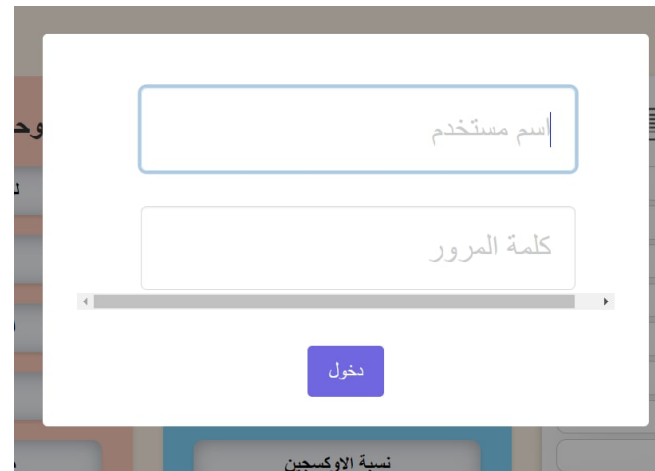 اسم مستخدم
كلمة المرور
دخول
نسبة الاوكسجين